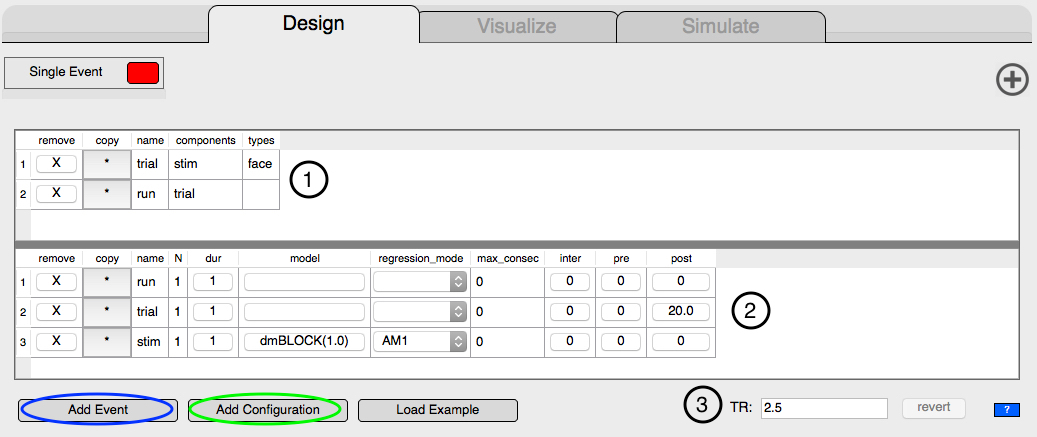 Design Visualize Simulate
Single Event
remove copy name components types
1 X * trial stim face
2 X * run trial
1
remove copy name N dur model regression_mode max_consec inter pre post
1 X * run 1 1 0 0 0 0
2 X * trial 1 1 0 0 0 20.0
3 X * stim 1 1 dmBLOCK(1.0) AM1 0 0 0 0
2
Add Event Add Configuration Load Example 3 TR: 2.5 revert ?